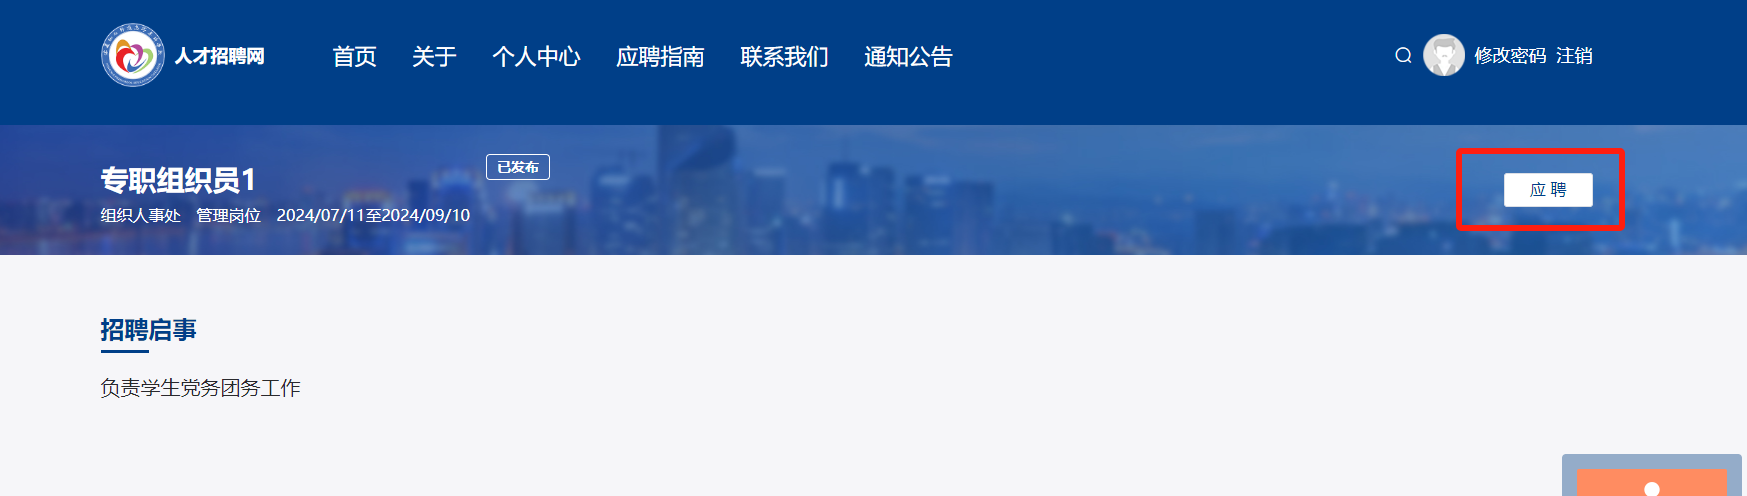 人才招聘网 首页 关于 个人中心 应聘指南 联系我们 通知公告 修改密码 注销
专职组织员1 已发布
组织人事处 管理岗位 2024/07/11至2024/09/10
应 聘
招聘启事
负责学生党务团务工作